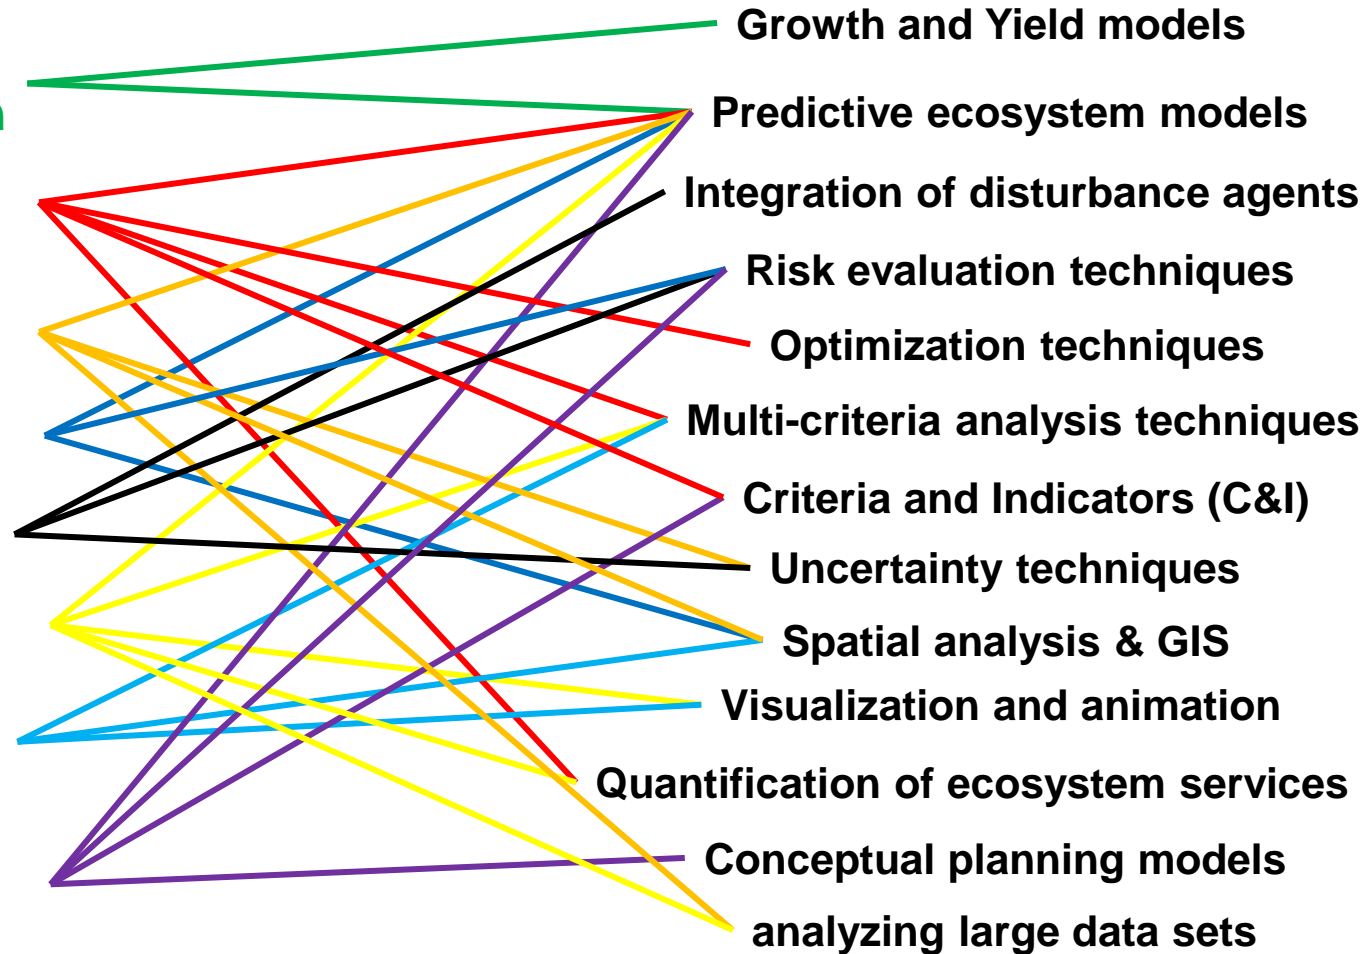 Growth and Yield models
Predictive ecosystem models
Integration of disturbance agents
Risk evaluation techniques
Optimization techniques
Multi-criteria analysis techniques
Criteria and Indicators (C&I)
Uncertainty techniques
Spatial analysis & GIS
Visualization and animation
Quantification of ecosystem services
Conceptual planning models
analyzing large data sets